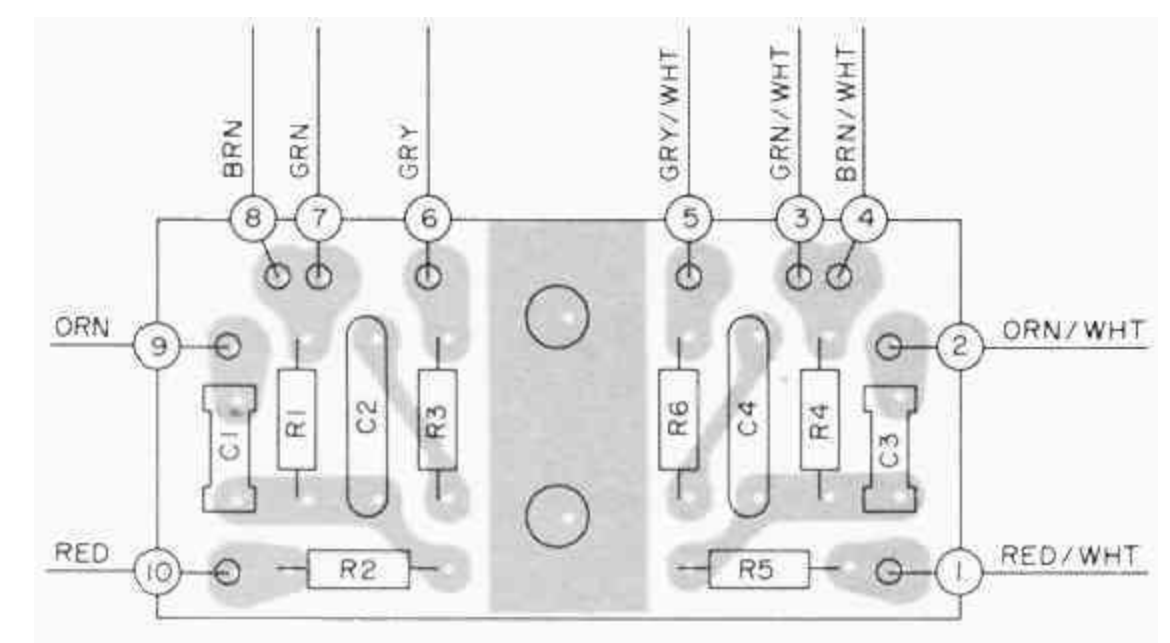 BRN
GRN
GRY
GRY/WHT
GRN/WHT
BRN/WHT
8
7
6
5
3
4
ORN
9
2
ORN/WHT
C1
R1
C2
R3
R6
C4
R4
C3
RED
10
R2
R5
1
RED/WHT